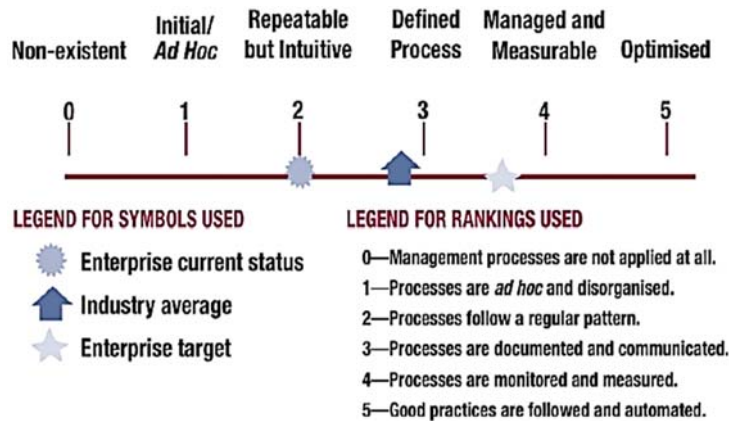 Non-existent
Initial/
Ad Hoc
Repeatable
but Intuitive
Defined
Process
Managed and
Measurable
Optimised
0 1 2 3 4 5
LEGEND FOR SYMBOLS USED
Enterprise current status
Industry average
Enterprise target
LEGEND FOR RANKINGS USED
0—Management processes are not applied at all.
1—Processes are ad hoc and disorganised.
2—Processes follow a regular pattern.
3—Processes are documented and communicated.
4—Processes are monitored and measured.
5—Good practices are followed and automated.